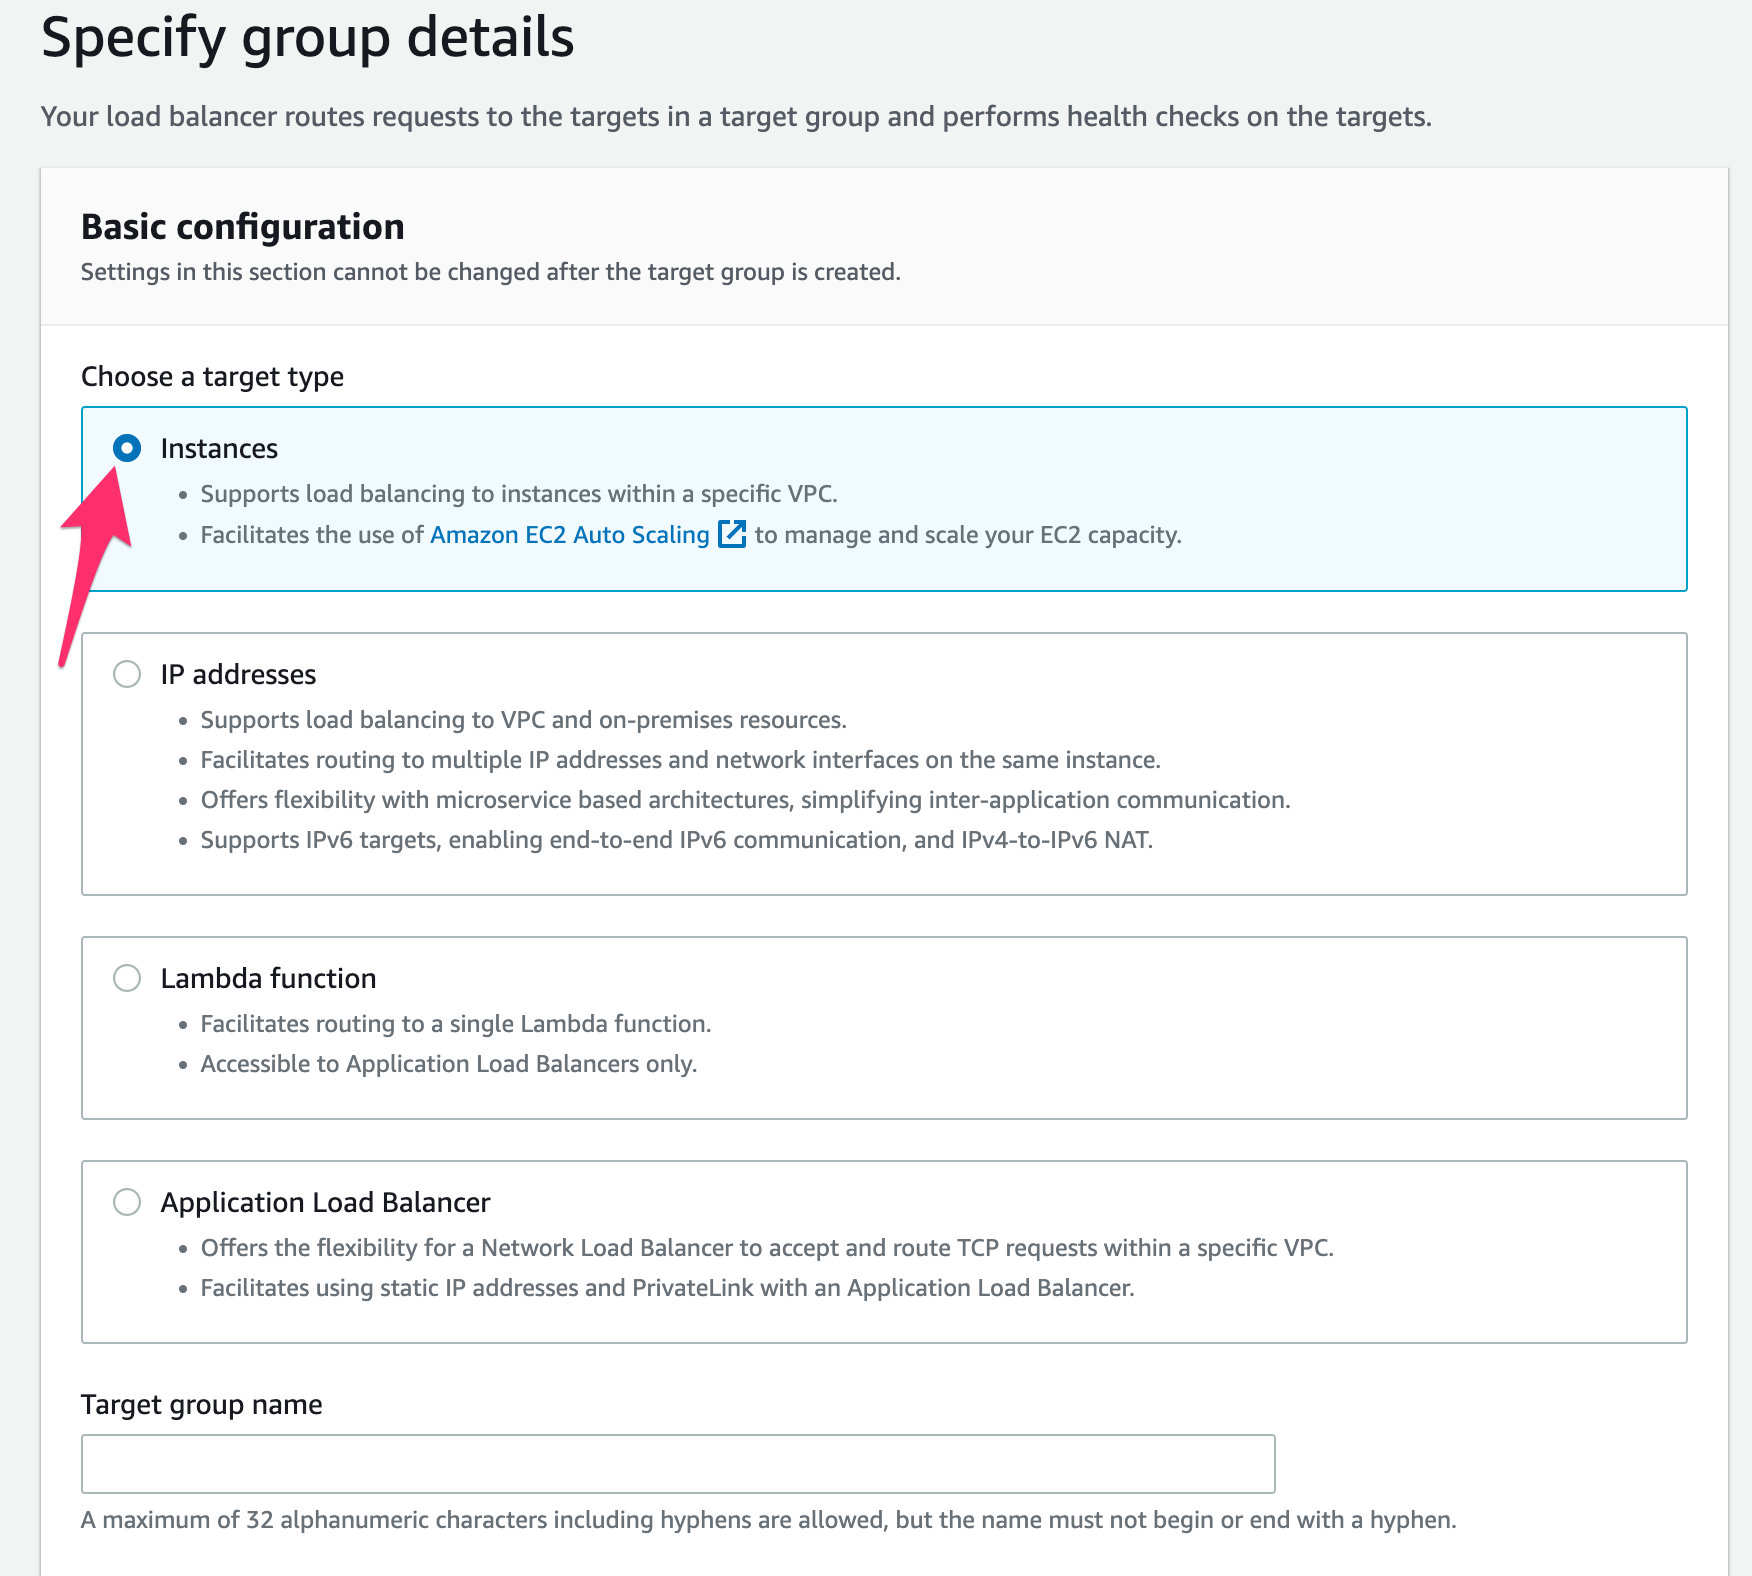 Specify group details
Your load balancer routes requests to the targets in a target group and performs health checks on the targets.
Basic configuration
Settings in this section cannot be changed after the target group is created.
Choose a target type
Instances
• Supports load balancing to instances within a specific VPC.
• Facilitates the use of Amazon EC2 Auto Scaling to manage and scale your EC2 capacity.
IP addresses
• Supports load balancing to VPC and on-premises resources.
• Facilitates routing to multiple IP addresses and network interfaces on the same instance.
• Offers flexibility with microservice based architectures, simplifying inter-application communication.
• Supports IPv6 targets, enabling end-to-end IPv6 communication, and IPv4-to-IPv6 NAT.
Lambda function
• Facilitates routing to a single Lambda function.
• Accessible to Application Load Balancers only.
Application Load Balancer
• Offers the flexibility for a Network Load Balancer to accept and route TCP requests within a specific VPC.
• Facilitates using static IP addresses and PrivateLink with an Application Load Balancer.
Target group name
A maximum of 32 alphanumeric characters including hyphens are allowed, but the name must not begin or end with a hyphen.